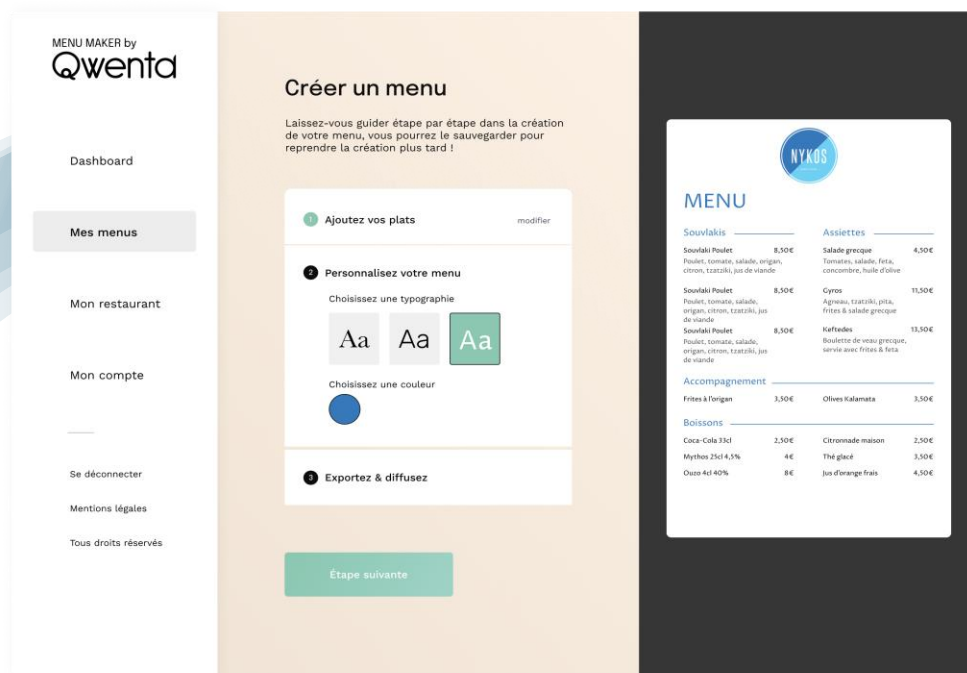 MENU MAKER by
Qwenta
Dashboard
Mes menus
Mon restaurant
Mon compte
Se déconnecter
Mentions légales
Tous droits réservés
Créer un menu
Laissez-vous guider étape par étape dans la création
de votre menu, vous pourrez le sauvegarder pour
reprendre la création plus tard !
1 Ajoutez vos plats modifier
2 Personnalisez votre menu
Choisissez une typographie
Aa Aa Aa
Choisissez une couleur
3 Exportez & diffusez
Étape suivante
NYKOS
MENU
Souvlakis
Souvlaki Poulet 8,50€
Poulet, tomate, salade, origan,
citron, tzatziki, jus de viande
Souvlaki Poulet 8,50€
Poulet, tomate, salade,
origan, citron, tzatziki, jus
de viande
Souvlaki Poulet 8,50€
Poulet, tomate, salade,
origan, citron, tzatziki, jus
de viande
Assiettes
Salade grecque 4,50€
Tomates, salade, feta,
concombre, huile d'olive
Gyros 11,50€
Agneau, tzatziki, pita,
frites & salade grecque
Keftedes 13,50€
Boulette de veau grecque,
servie avec frites & feta
Accompagnement
Frites à l'origan 3,50€ Olives Kalamata 3,50€
Boissons
Coca-Cola 33cl 2,50€ Citronnade maison 2,50€
Mythos 25cl 4,5% 4€ Thé glacé 3,50€
Ouzo 4cl 40% 8€ Jus d'orange frais 4,50€